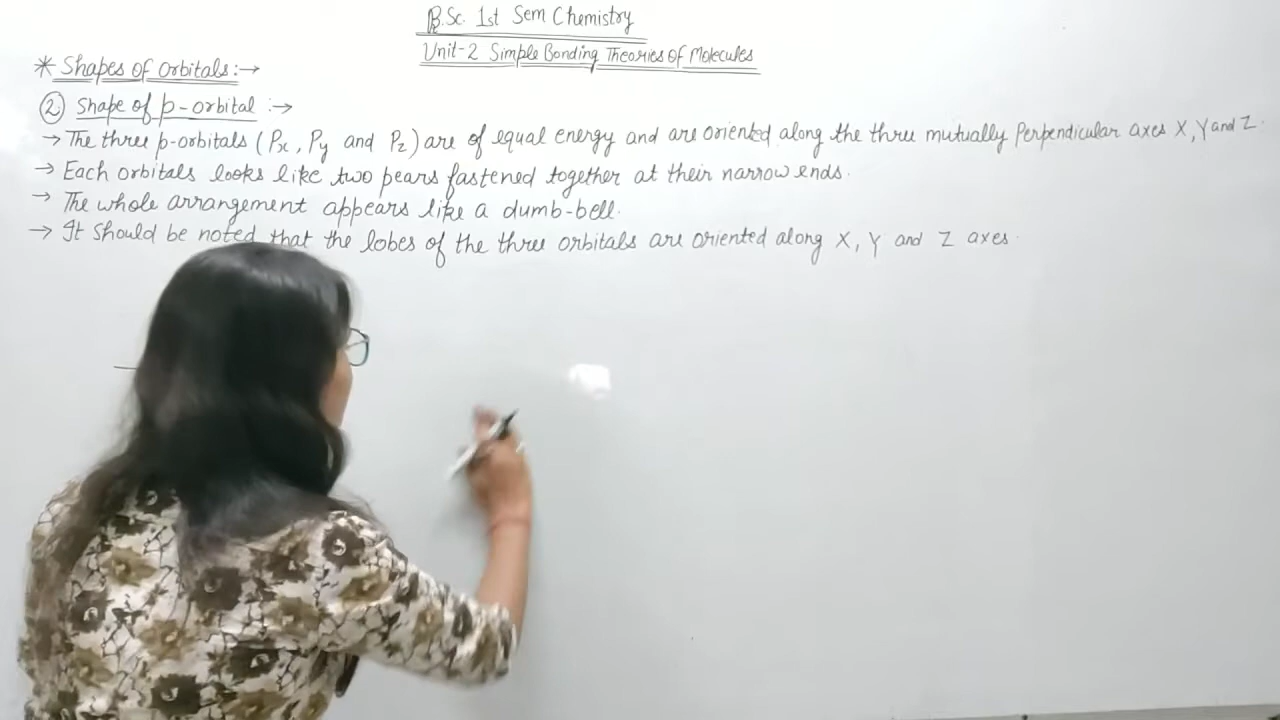 B.Sc. 1st Sem Chemistry
Unit-2 Simple Bonding Theories of Molecules
* Shapes of Orbitals:→
② Shape of p-orbital :→
→ The three p-orbitals (Px, Py and Pz) are of equal energy and are oriented along the three mutually Perpendicular axes X, Y and Z.
→ Each orbitals looks like two pears fastened together at their narrow ends.
→ The whole arrangement appears like a dumb-bell.
→ It should be noted that the lobes of the three orbitals are oriented along X, Y and Z axes.